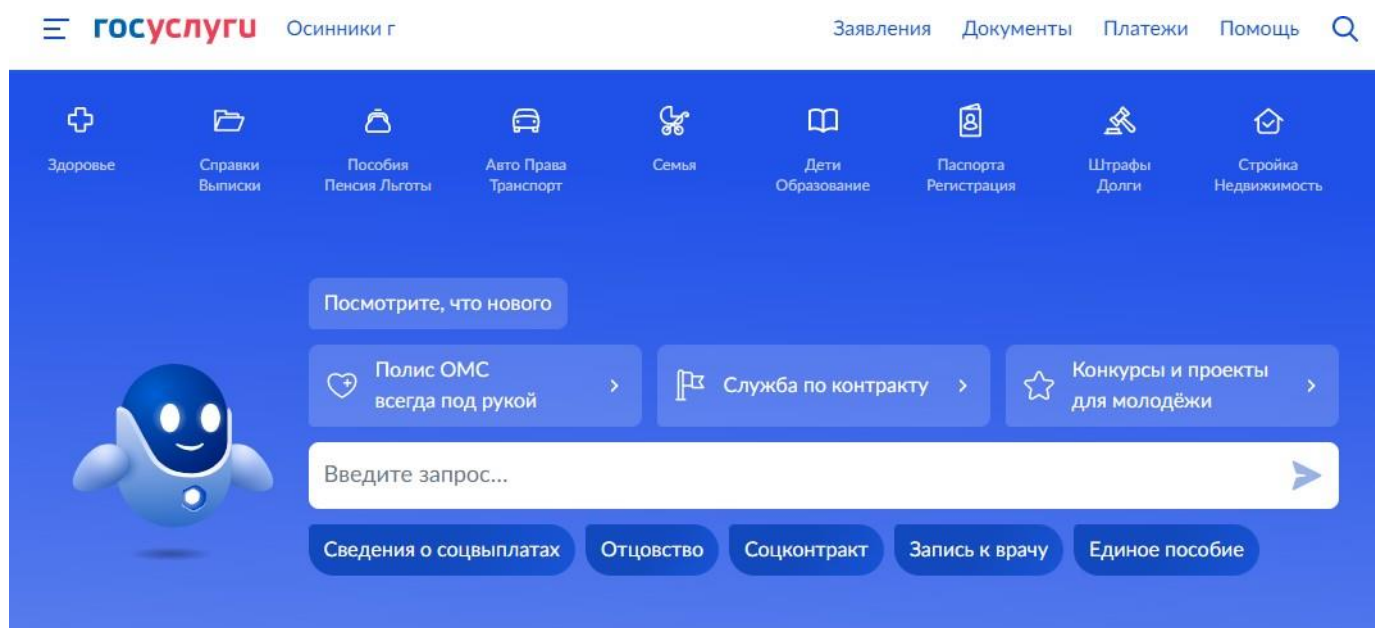 госуслуги Осинники г Заявления Документы Платежи Помощь
Здоровье
Справки
Выписки
Пособия
Пенсия Льготы
Авто Права
Транспорт
Семья
Дети
Образование
Паспорта
Регистрация
Штрафы
Долги
Стройка
Недвижимость
Посмотрите, что нового
Полис ОМС
всегда под рукой
Служба по контракту
Конкурсы и проекты
для молодёжи
Введите запрос...
Сведения о соцвыплатах Отцовство Соцконтракт Запись к врачу Единое пособие